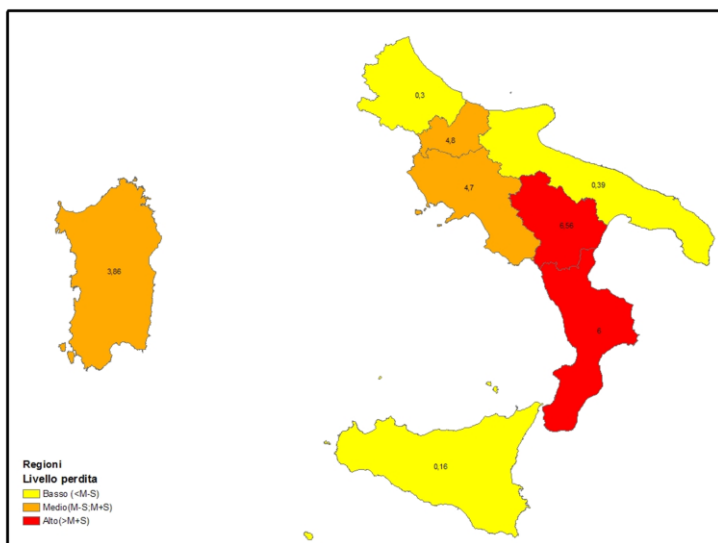 0,3
4,8
4,7
0,39
6,56
3,86
6
0,16
Regioni
Livello perdita
Basso (<M-S)
Medio(M-S;M+S)
Alto(>M+S)